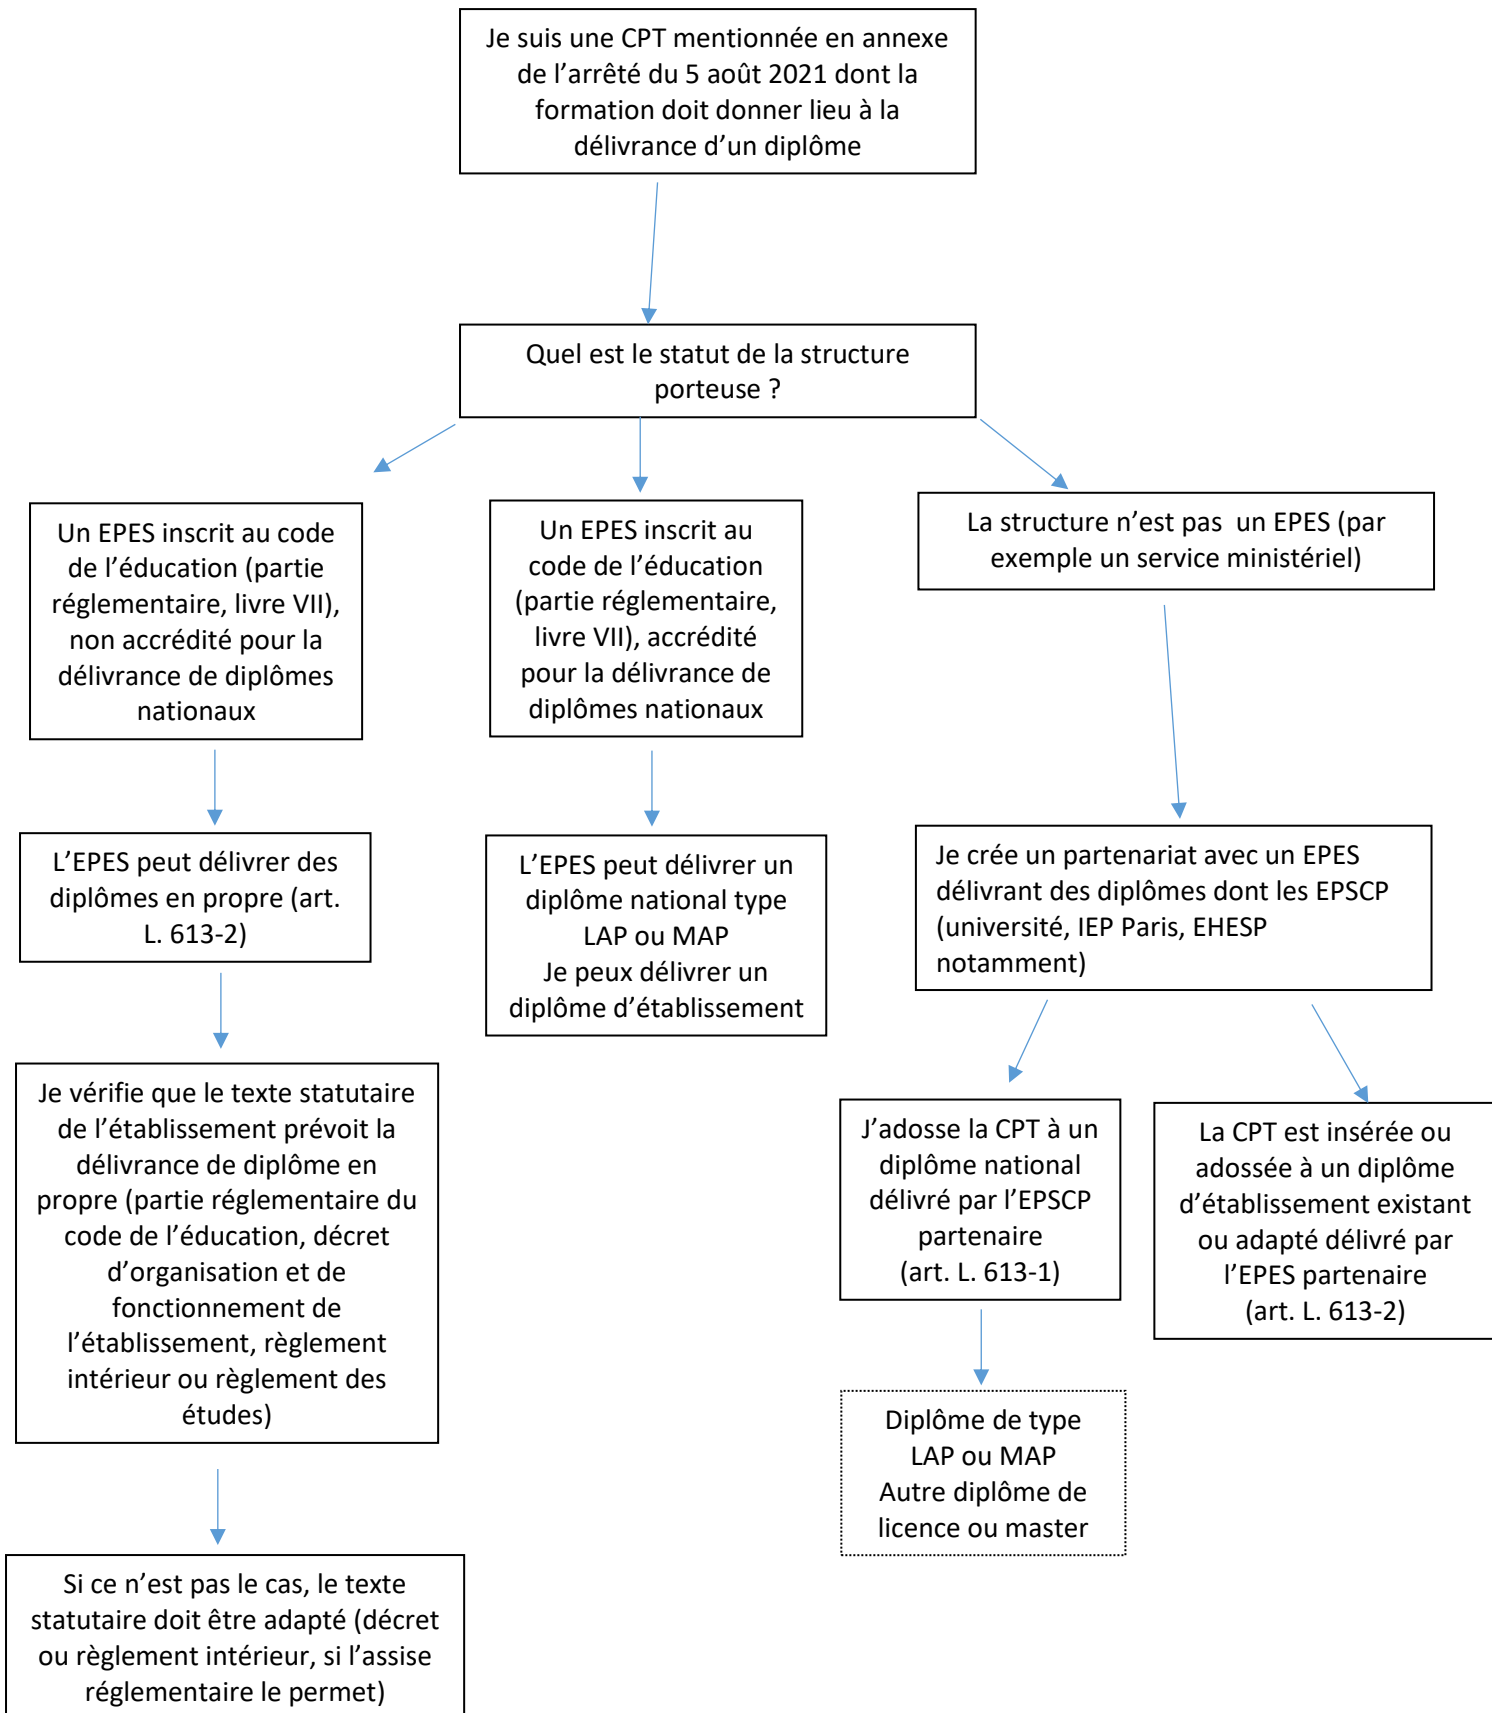 Je suis une CPT mentionnée en annexe
de l’arrêté du 5 août 2021 dont la
formation doit donner lieu à la
délivrance d’un diplôme
Quel est le statut de la structure
porteuse ?
Un EPES inscrit au code
de l’éducation (partie
réglementaire, livre VII),
non accrédité pour la
délivrance de diplômes
nationaux
Un EPES inscrit au
code de l’éducation
(partie réglementaire,
livre VII), accrédité
pour la délivrance de
diplômes nationaux
La structure n’est pas  un EPES (par
exemple un service ministériel)
L’EPES peut délivrer des
diplômes en propre (art.
L. 613-2)
L’EPES peut délivrer un
diplôme national type
LAP ou MAP
Je peux délivrer un
diplôme d’établissement
Je crée un partenariat avec un EPES
délivrant des diplômes dont les EPSCP
(université, IEP Paris, EHESP
notamment)
Je vérifie que le texte statutaire
de l’établissement prévoit la
délivrance de diplôme en
propre (partie réglementaire du
code de l’éducation, décret
d’organisation et de
fonctionnement de
l’établissement, règlement
intérieur ou règlement des
études)
J’adosse la CPT à un
diplôme national
délivré par l’EPSCP
partenaire
(art. L. 613-1)
La CPT est insérée ou
adossée à un diplôme
d’établissement existant
ou adapté délivré par
l’EPES partenaire
(art. L. 613-2)
Diplôme de type
LAP ou MAP
Autre diplôme de
licence ou master
Si ce n’est pas le cas, le texte
statutaire doit être adapté (décret
ou règlement intérieur, si l’assise
réglementaire le permet)